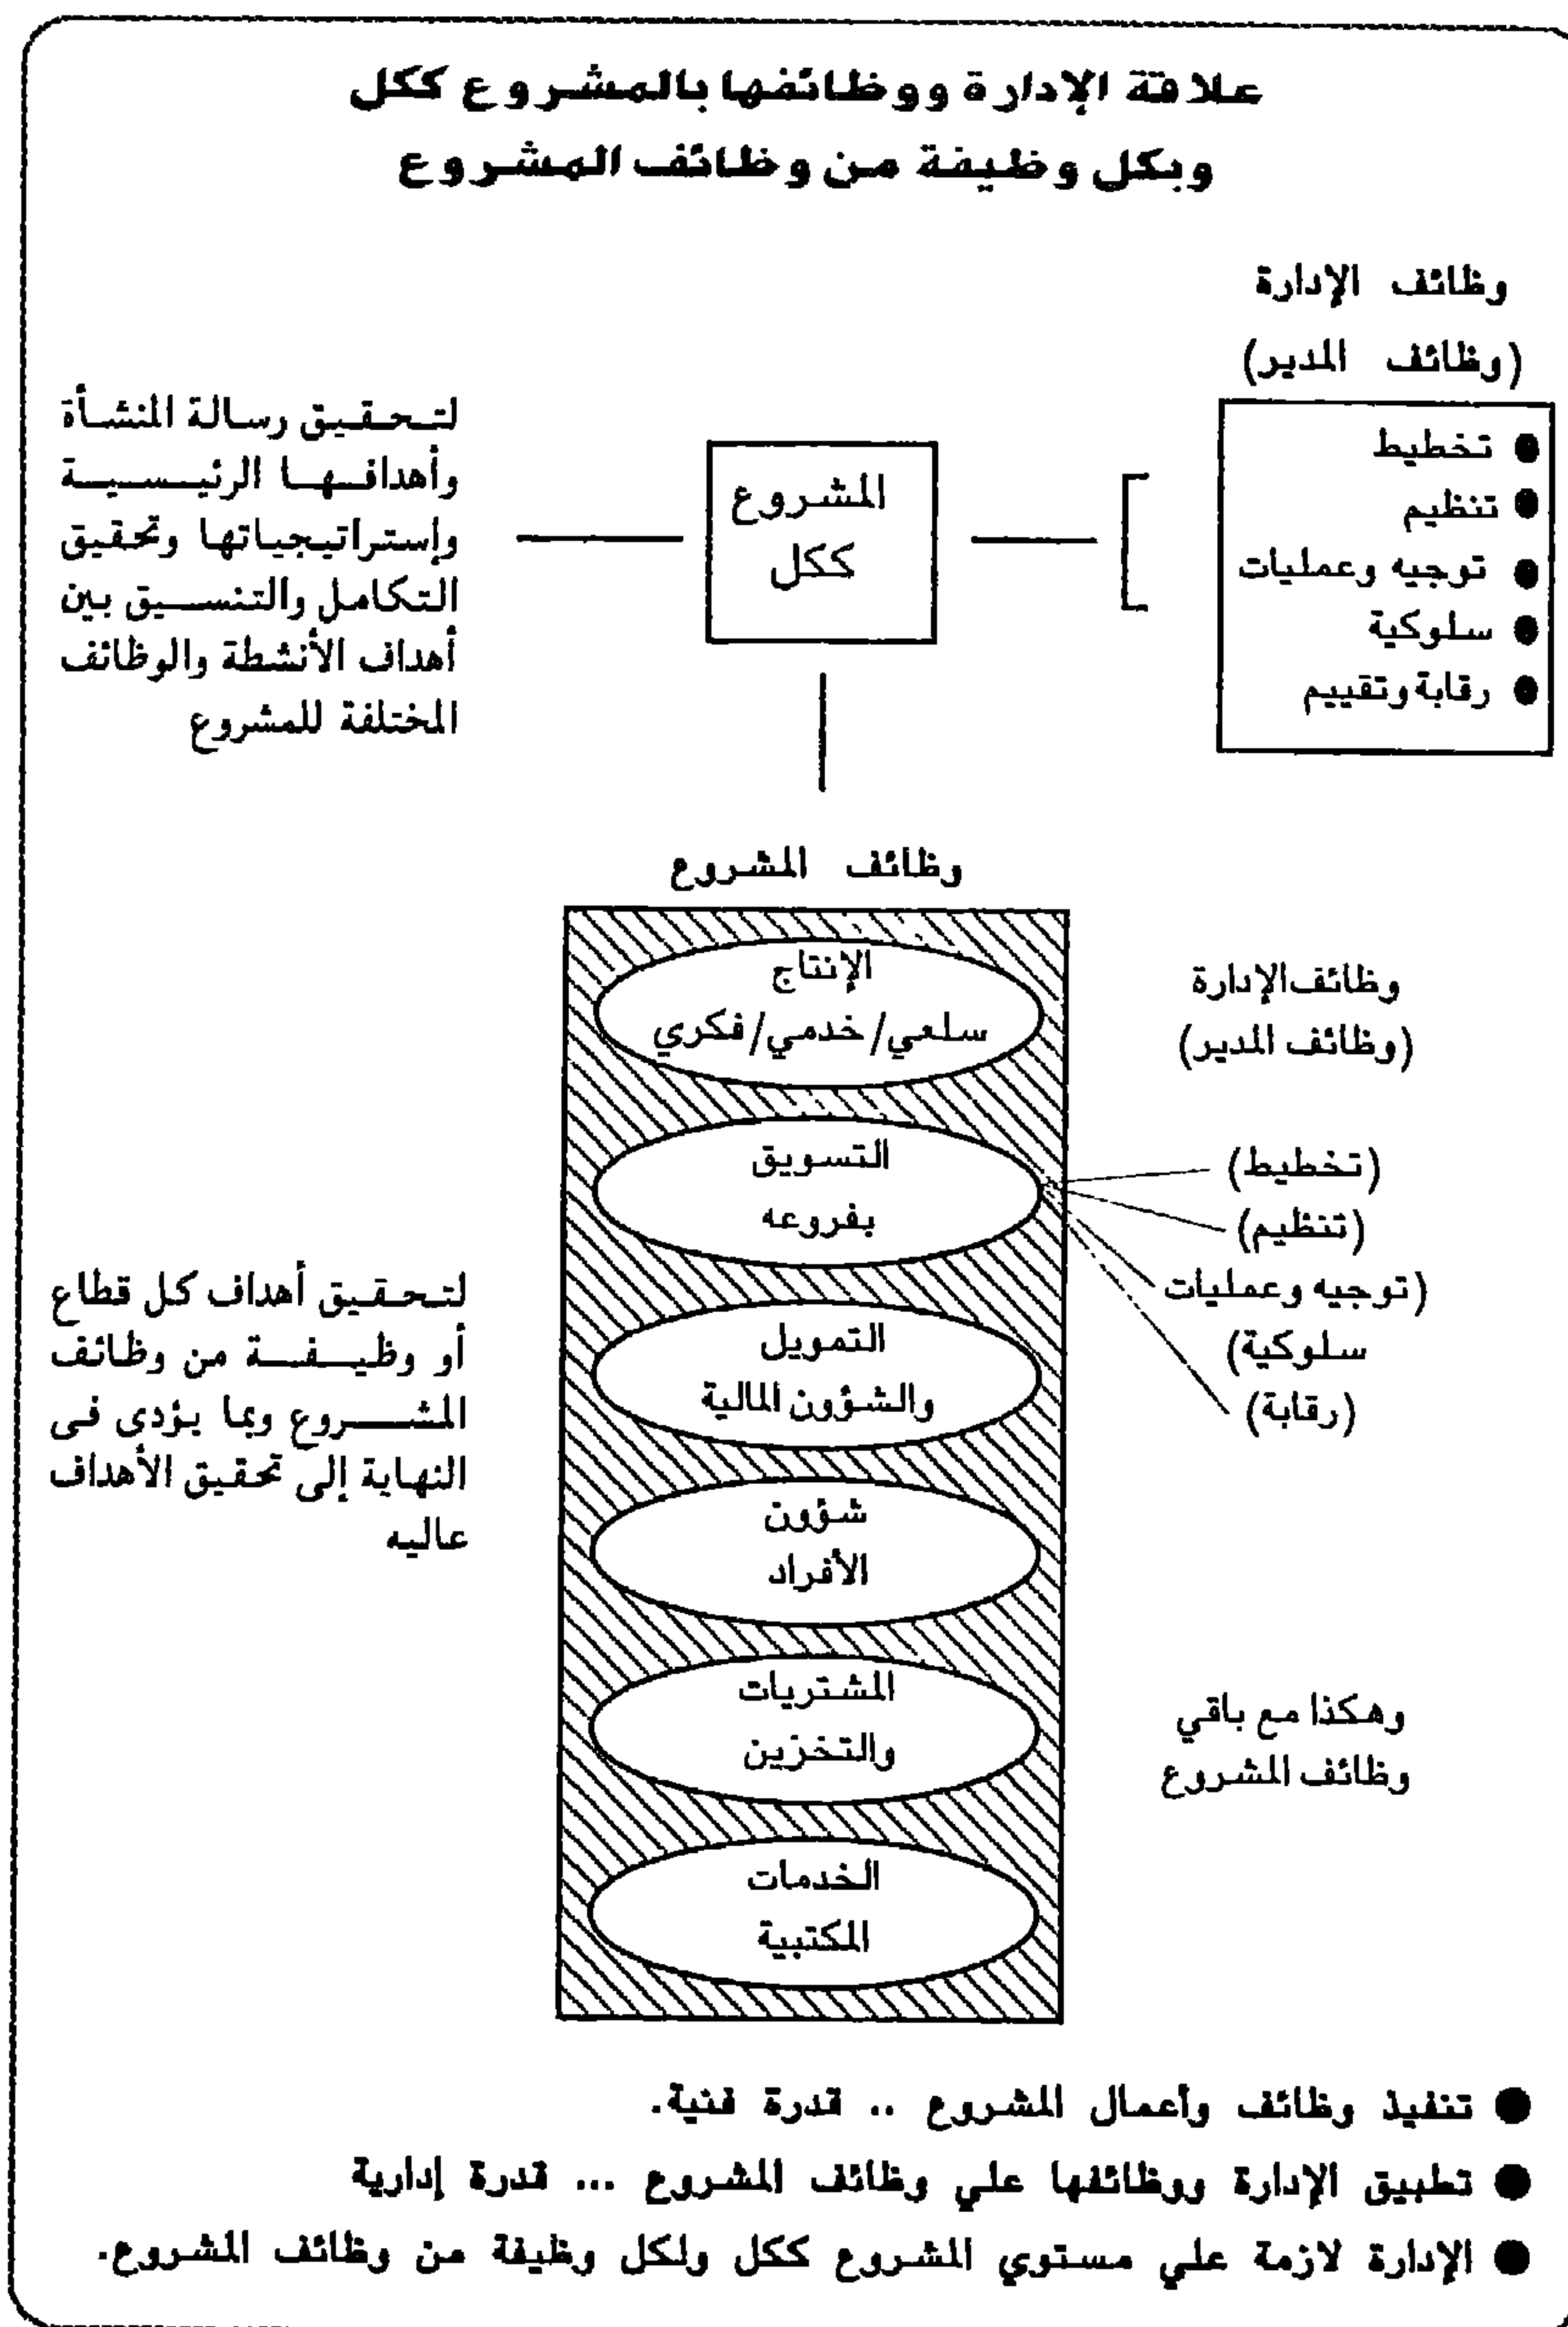 علاقة الإدارة ووظائفها بالمشروع ككل
وبكل وظيفة من وظائف المشروع
وظائف الإدارة
(وظائف المدير)
● تخطيط
● تنظيم
● توجيه وعمليات
● سلوكية
● رقابة وتقييم
المشروع
ككل
لتحقيق رسالة المنشأة
وأهدافها الرئيسية
وإستراتيجياتها وتحقيق
التكامل والتنسيق بين
أهداف الأنشطة والوظائف
المختلفة للمشروع
وظائف المشروع
وظائف الإدارة
(وظائف المدير)
(تخطيط)
(تنظيم)
(توجيه وعمليات
سلوكية)
(رقابة)
وهكذا مع باقي
وظائف المشروع
الإنتاج
سلعي/خدمي/فكري
التسويق
بفروعه
التمويل
والشؤون المالية
شؤون
الأفراد
المشتريات
والتخزين
الخدمات
المكتبية
لتحقيق أهداف كل قطاع
أو وظيفة من وظائف
المشروع وبما يؤدى فى
النهاية إلى تحقيق الأهداف
عاليه
● تنفيذ وظائف وأعمال المشروع .. قدرة فنية.
● تطبيق الإدارة ووظائفها علي وظائف المشروع ... قدرة إدارية
● الإدارة لازمة علي مستوي المشروع ككل ولكل وظيفة من وظائف المشروع.